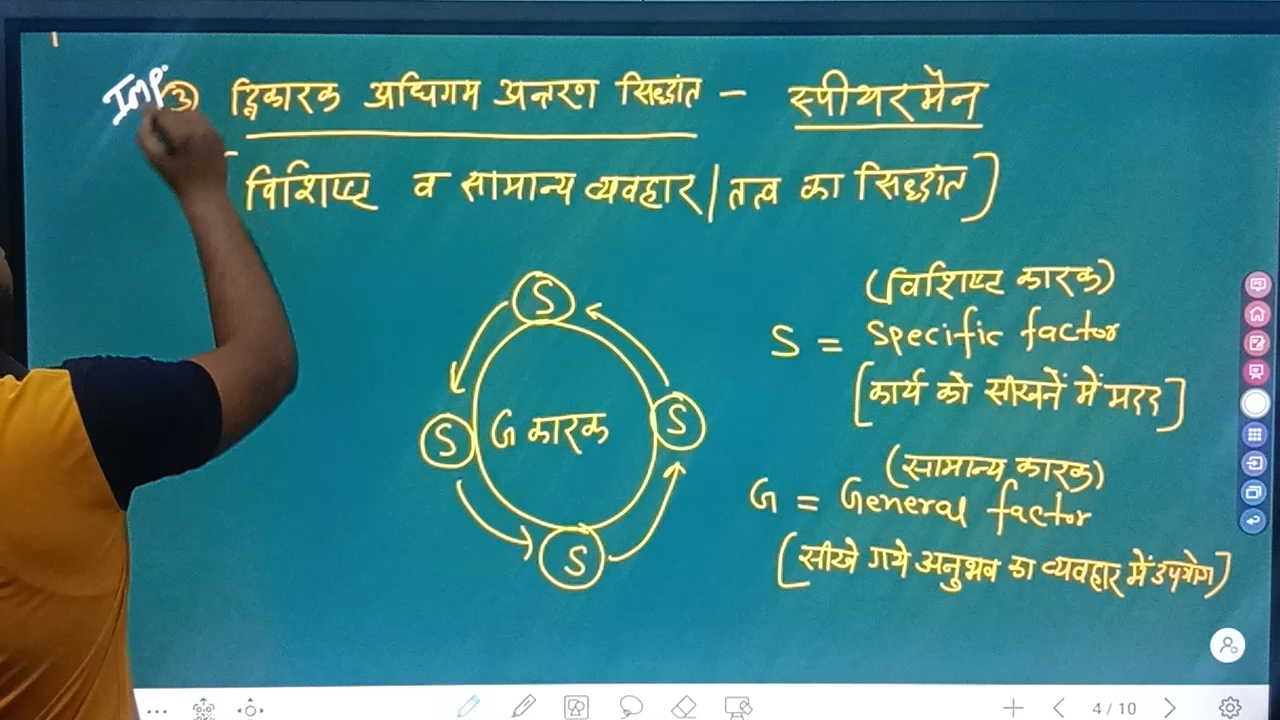 IMP.
③ द्विकारक अधिगम अन्तरण सिद्धांत - स्पीयरमैन
[विशिष्ट व सामान्य व्यवहार/तत्व का सिद्धांत]
S
S
G कारक
S
S
(विशिष्ट कारक)
S = Specific factor
[कार्य को सीखनें में मदद]
(सामान्य कारक)
G = General factor
[सीखे गये अनुभव का व्यवहार में उपयोग]
4/10